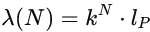 λ(N) = k^N · l_P